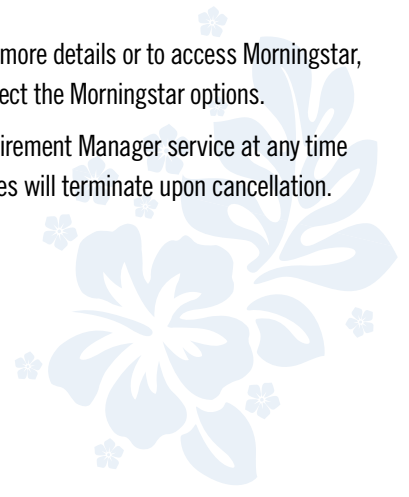 more details or to access Morningstar,
ect the Morningstar options.
irement Manager service at any time
es will terminate upon cancellation.